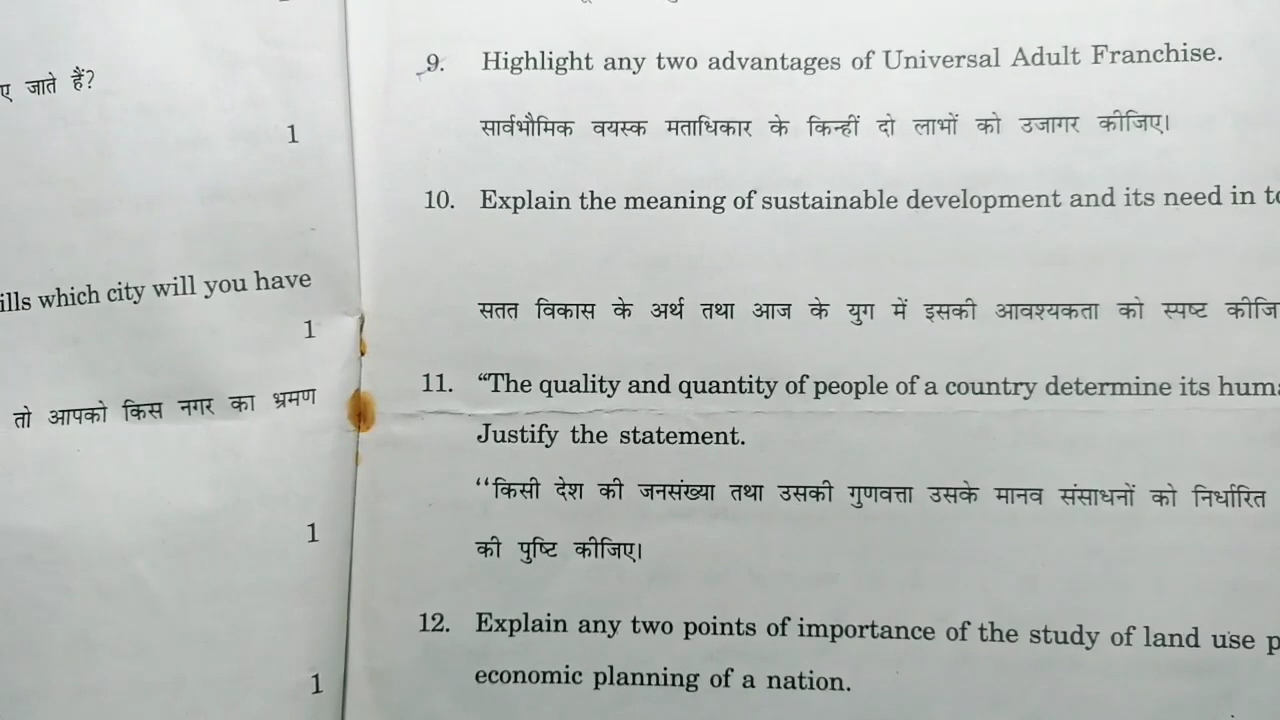 ए जाते हैं?
1
ills which city will you have
1
तो आपको किस नगर का भ्रमण
1
1
9. Highlight any two advantages of Universal Adult Franchise.
सार्वभौमिक वयस्क मताधिकार के किन्हीं दो लाभों को उजागर कीजिए।
10. Explain the meaning of sustainable development and its need in to
सतत विकास के अर्थ तथा आज के युग में इसकी आवश्यकता को स्पष्ट कीजि
11. “The quality and quantity of people of a country determine its huma
Justify the statement.
‘‘किसी देश की जनसंख्या तथा उसकी गुणवत्ता उसके मानव संसाधनों को निर्धारित
की पुष्टि कीजिए।
12. Explain any two points of importance of the study of land use p
economic planning of a nation.